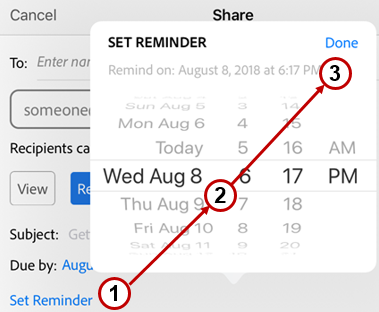 Cancel Share
SET REMINDER Done
To: Enter nam
Remind on: August 8, 2018 at 6:17 PM
3
someone
Sun Aug 5 3 14
Mon Aug 6 4 15
Recipients ca
Today 5 16 AM
View Re
Wed Aug 8 6 17 PM
2
Thu Aug 9 7 18
Subject: Get
Fri Aug 10 8 19
Sat Aug 11 9 20
Due by: Augu
1
Set Reminder